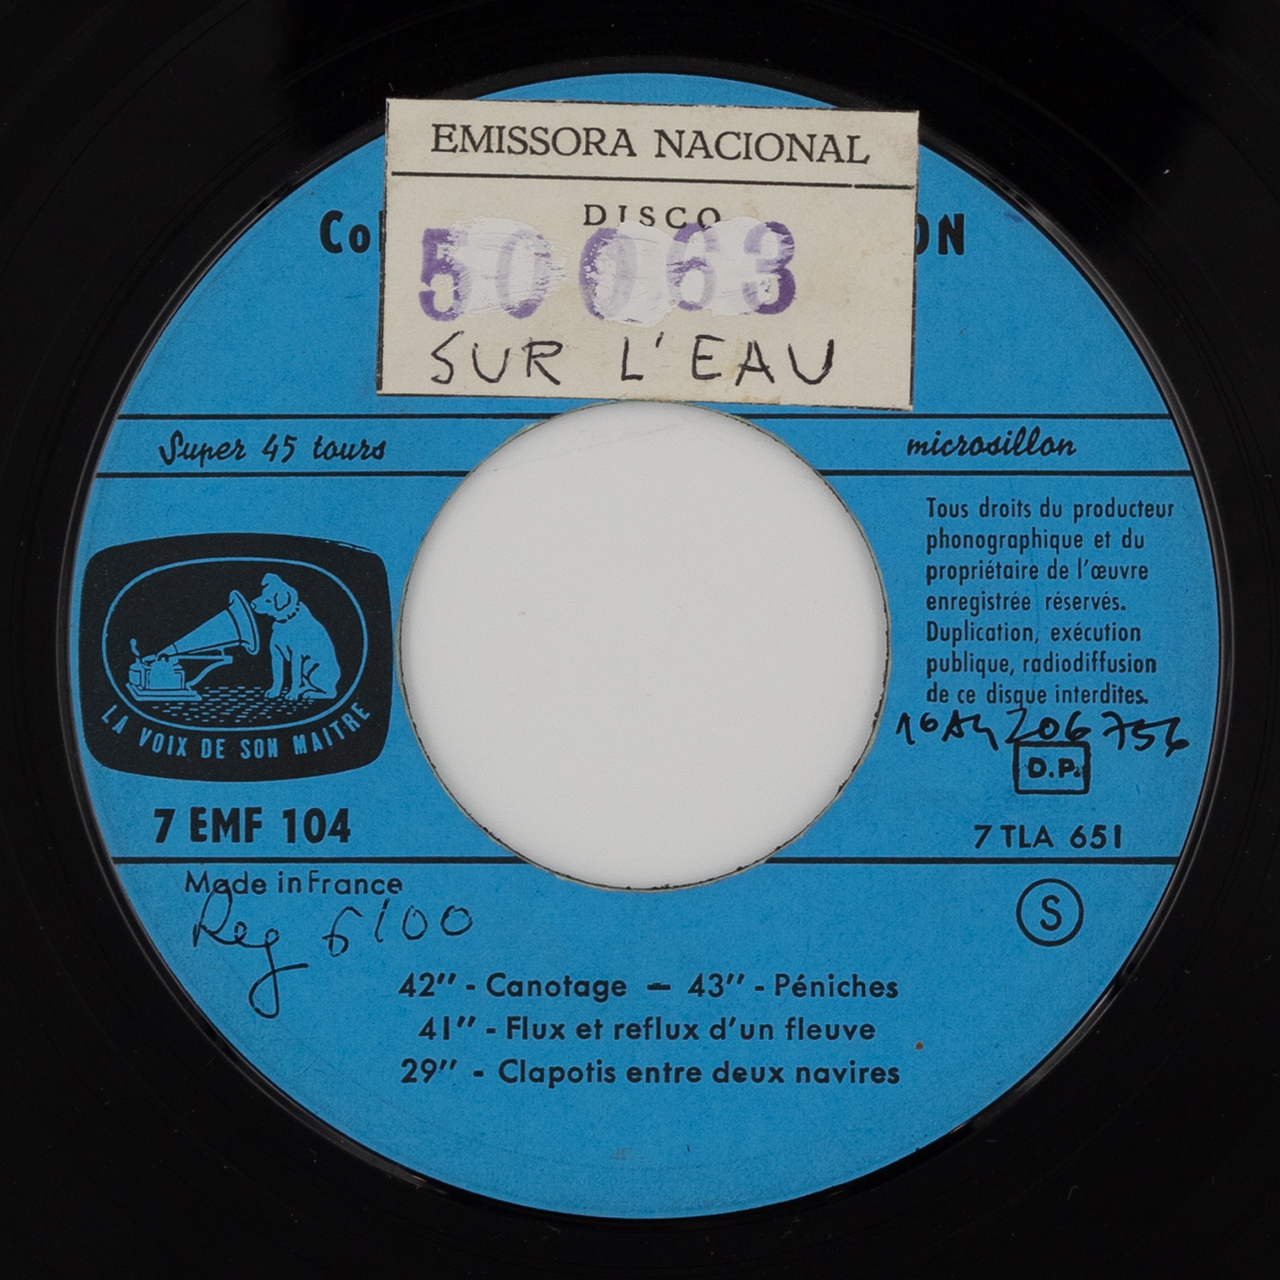 EMISSORA NACIONAL
DISCO
50063
SUR L'EAU
Super 45 tours
microsillon
Tous droits du producteur
phonographique et du
propriétaire de l'œuvre
enregistrée réservés.
Duplication, exécution
publique, radiodiffusion
de ce disque interdites.
LA VOIX DE SON MAITRE
206756
D.P.
7 EMF 104
7 TLA 651
Made in France
Reg 6100
S
42" - Canotage — 43" - Péniches
41" - Flux et reflux d'un fleuve
29" - Clapotis entre deux navires